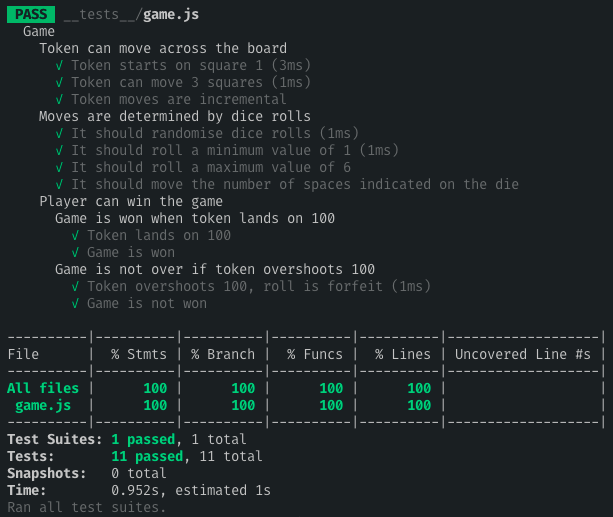 PASS __tests__/game.js
Game
Token can move across the board
✓ Token starts on square 1 (3ms)
✓ Token can move 3 squares (1ms)
✓ Token moves are incremental
Moves are determined by dice rolls
✓ It should randomise dice rolls (1ms)
✓ It should roll a minimum value of 1 (1ms)
✓ It should roll a maximum value of 6
✓ It should move the number of spaces indicated on the die
Player can win the game
Game is won when token lands on 100
✓ Token lands on 100
✓ Game is won
Game is not over if token overshoots 100
✓ Token overshoots 100, roll is forfeit (1ms)
✓ Game is not won
----------|----------|----------|----------|----------|-------------------|
File      |  % Stmts | % Branch |  % Funcs |  % Lines | Uncovered Line #s |
----------|----------|----------|----------|----------|-------------------|
All files |      100 |      100 |      100 |      100 |                   |
 game.js  |      100 |      100 |      100 |      100 |                   |
----------|----------|----------|----------|----------|-------------------|
Test Suites: 1 passed, 1 total
Tests:       11 passed, 11 total
Snapshots:   0 total
Time:        0.952s, estimated 1s
Ran all test suites.